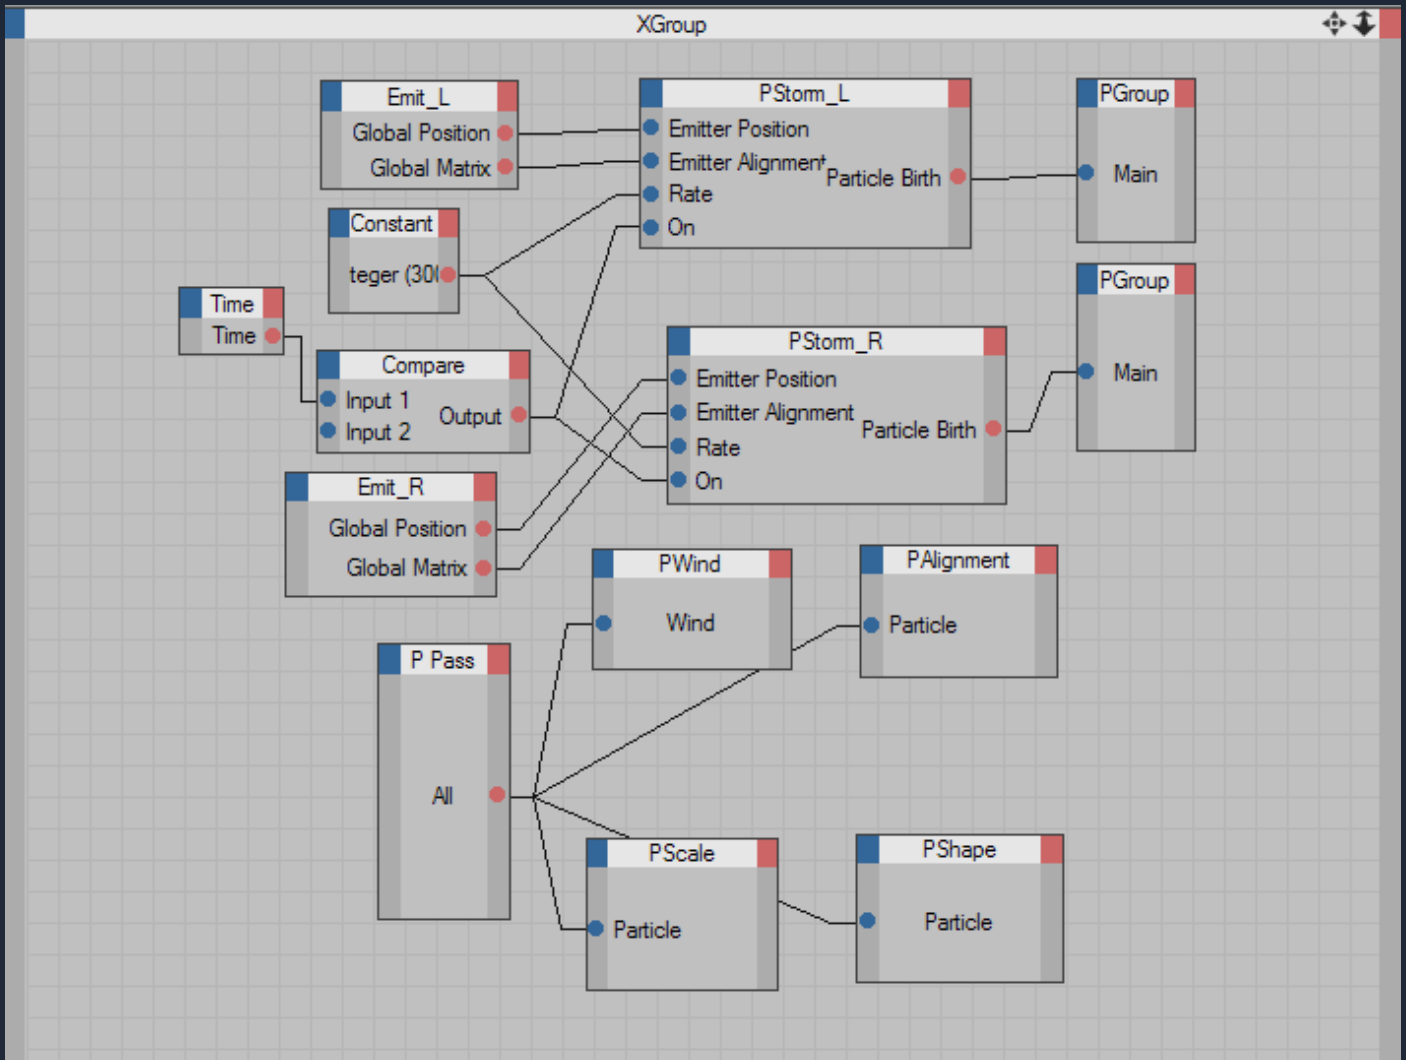 XGroup
Emit_L
Global Position
Global Matrix
PStorm_L
Emitter Position
Emitter Alignment
Rate
On
Particle Birth
PGroup
Main
Constant
teger (300
Time
Time
Compare
Input 1
Input 2
Output
PStorm_R
Emitter Position
Emitter Alignment
Rate
On
Particle Birth
PGroup
Main
Emit_R
Global Position
Global Matrix
PWind
Wind
PAlignment
Particle
P Pass
All
PScale
Particle
PShape
Particle